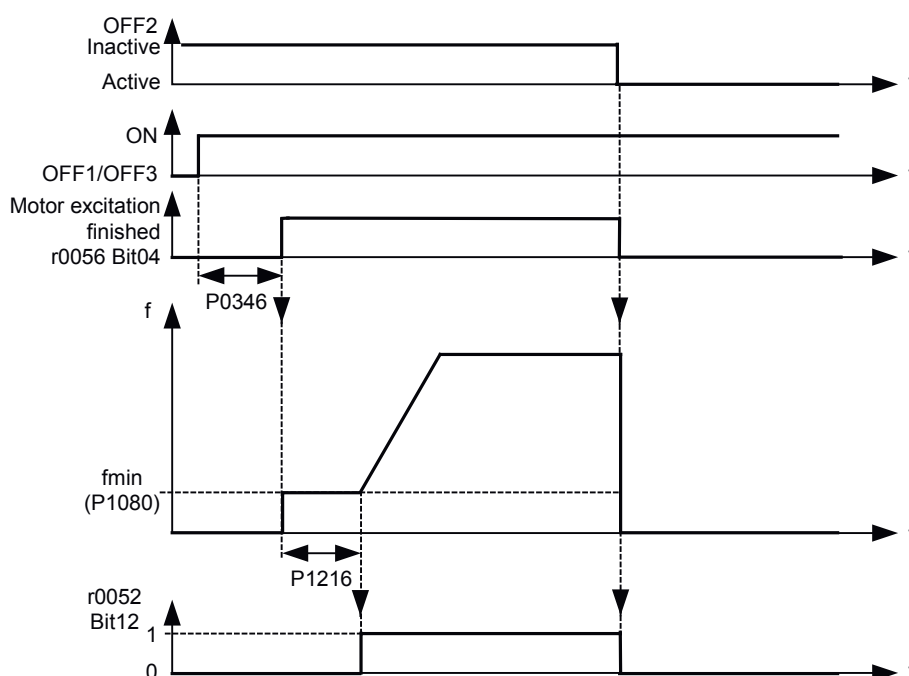 OFF2
Inactive
Active
ON
OFF1/OFF3
Motor excitation
finished
r0056 Bit04
P0346
f
fmin
(P1080)
P1216
r0052
Bit12
1
0